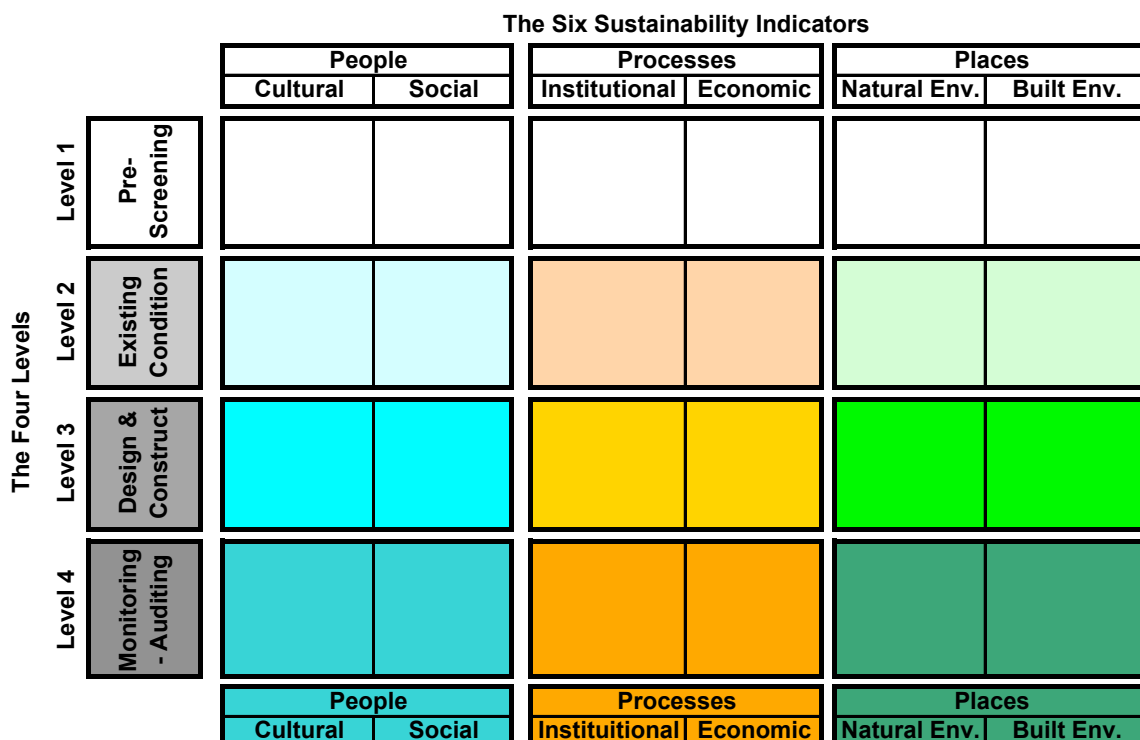 The Six Sustainability Indicators
People Processes Places
Cultural Social Institutional Economic Natural Env. Built Env.
The Four Levels
Level 1
Pre-
Screening
Level 2
Existing
Condition
Level 3
Design &
Construct
Level 4
Monitoring
- Auditing
People Processes Places
Cultural Social Instituitional Economic Natural Env. Built Env.